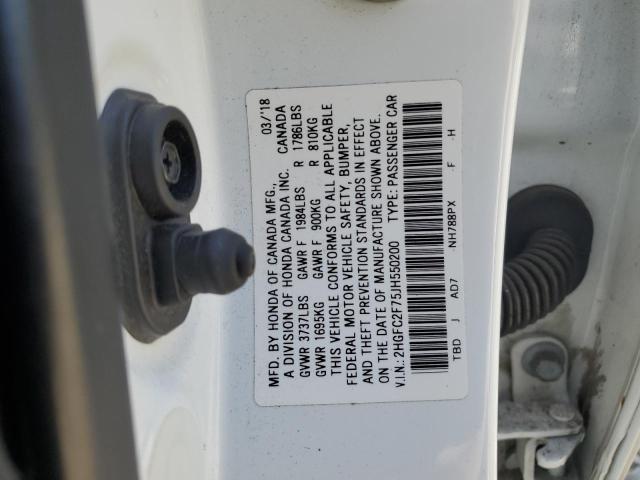 MFD. BY HONDA OF CANADA MFG., 03/'18
A DIVISION OF HONDA CANADA INC. CANADA
GVWR 3737LBS GAWR F 1984LBS R 1786LBS
GVWR 1695KG GAWR F 900KG R 810KG
THIS VEHICLE CONFORMS TO ALL APPLICABLE
FEDERAL MOTOR VEHICLE SAFETY, BUMPER,
AND THEFT PREVENTION STANDARDS IN EFFECT
ON THE DATE OF MANUFACTURE SHOWN ABOVE.
V.I.N.: 2HGFC2F75JH550200 TYPE: PASSENGER CAR
TBD J AD7 NH788PX F H